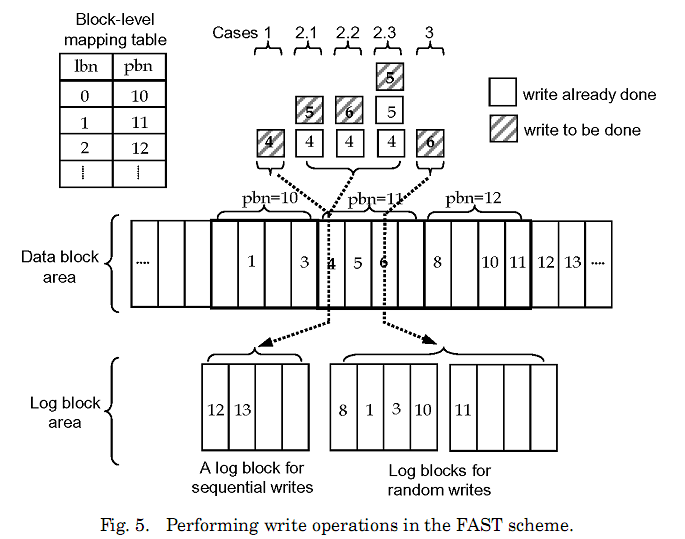 Block-level
mapping table
lbn pbn
0 10
1 11
2 12
Cases 1 2.1 2.2 2.3 3
5
5 6 5
4 4 4 4 6
write already done
write to be done
pbn=10 pbn=11 pbn=12
Data block
area
.... 1 3 4 5 6 8 10 11 12 13 ....
Log block
area
12 13 8 1 3 10 11
A log block for
sequential writes
Log blocks for
random writes
Fig. 5. Performing write operations in the FAST scheme.